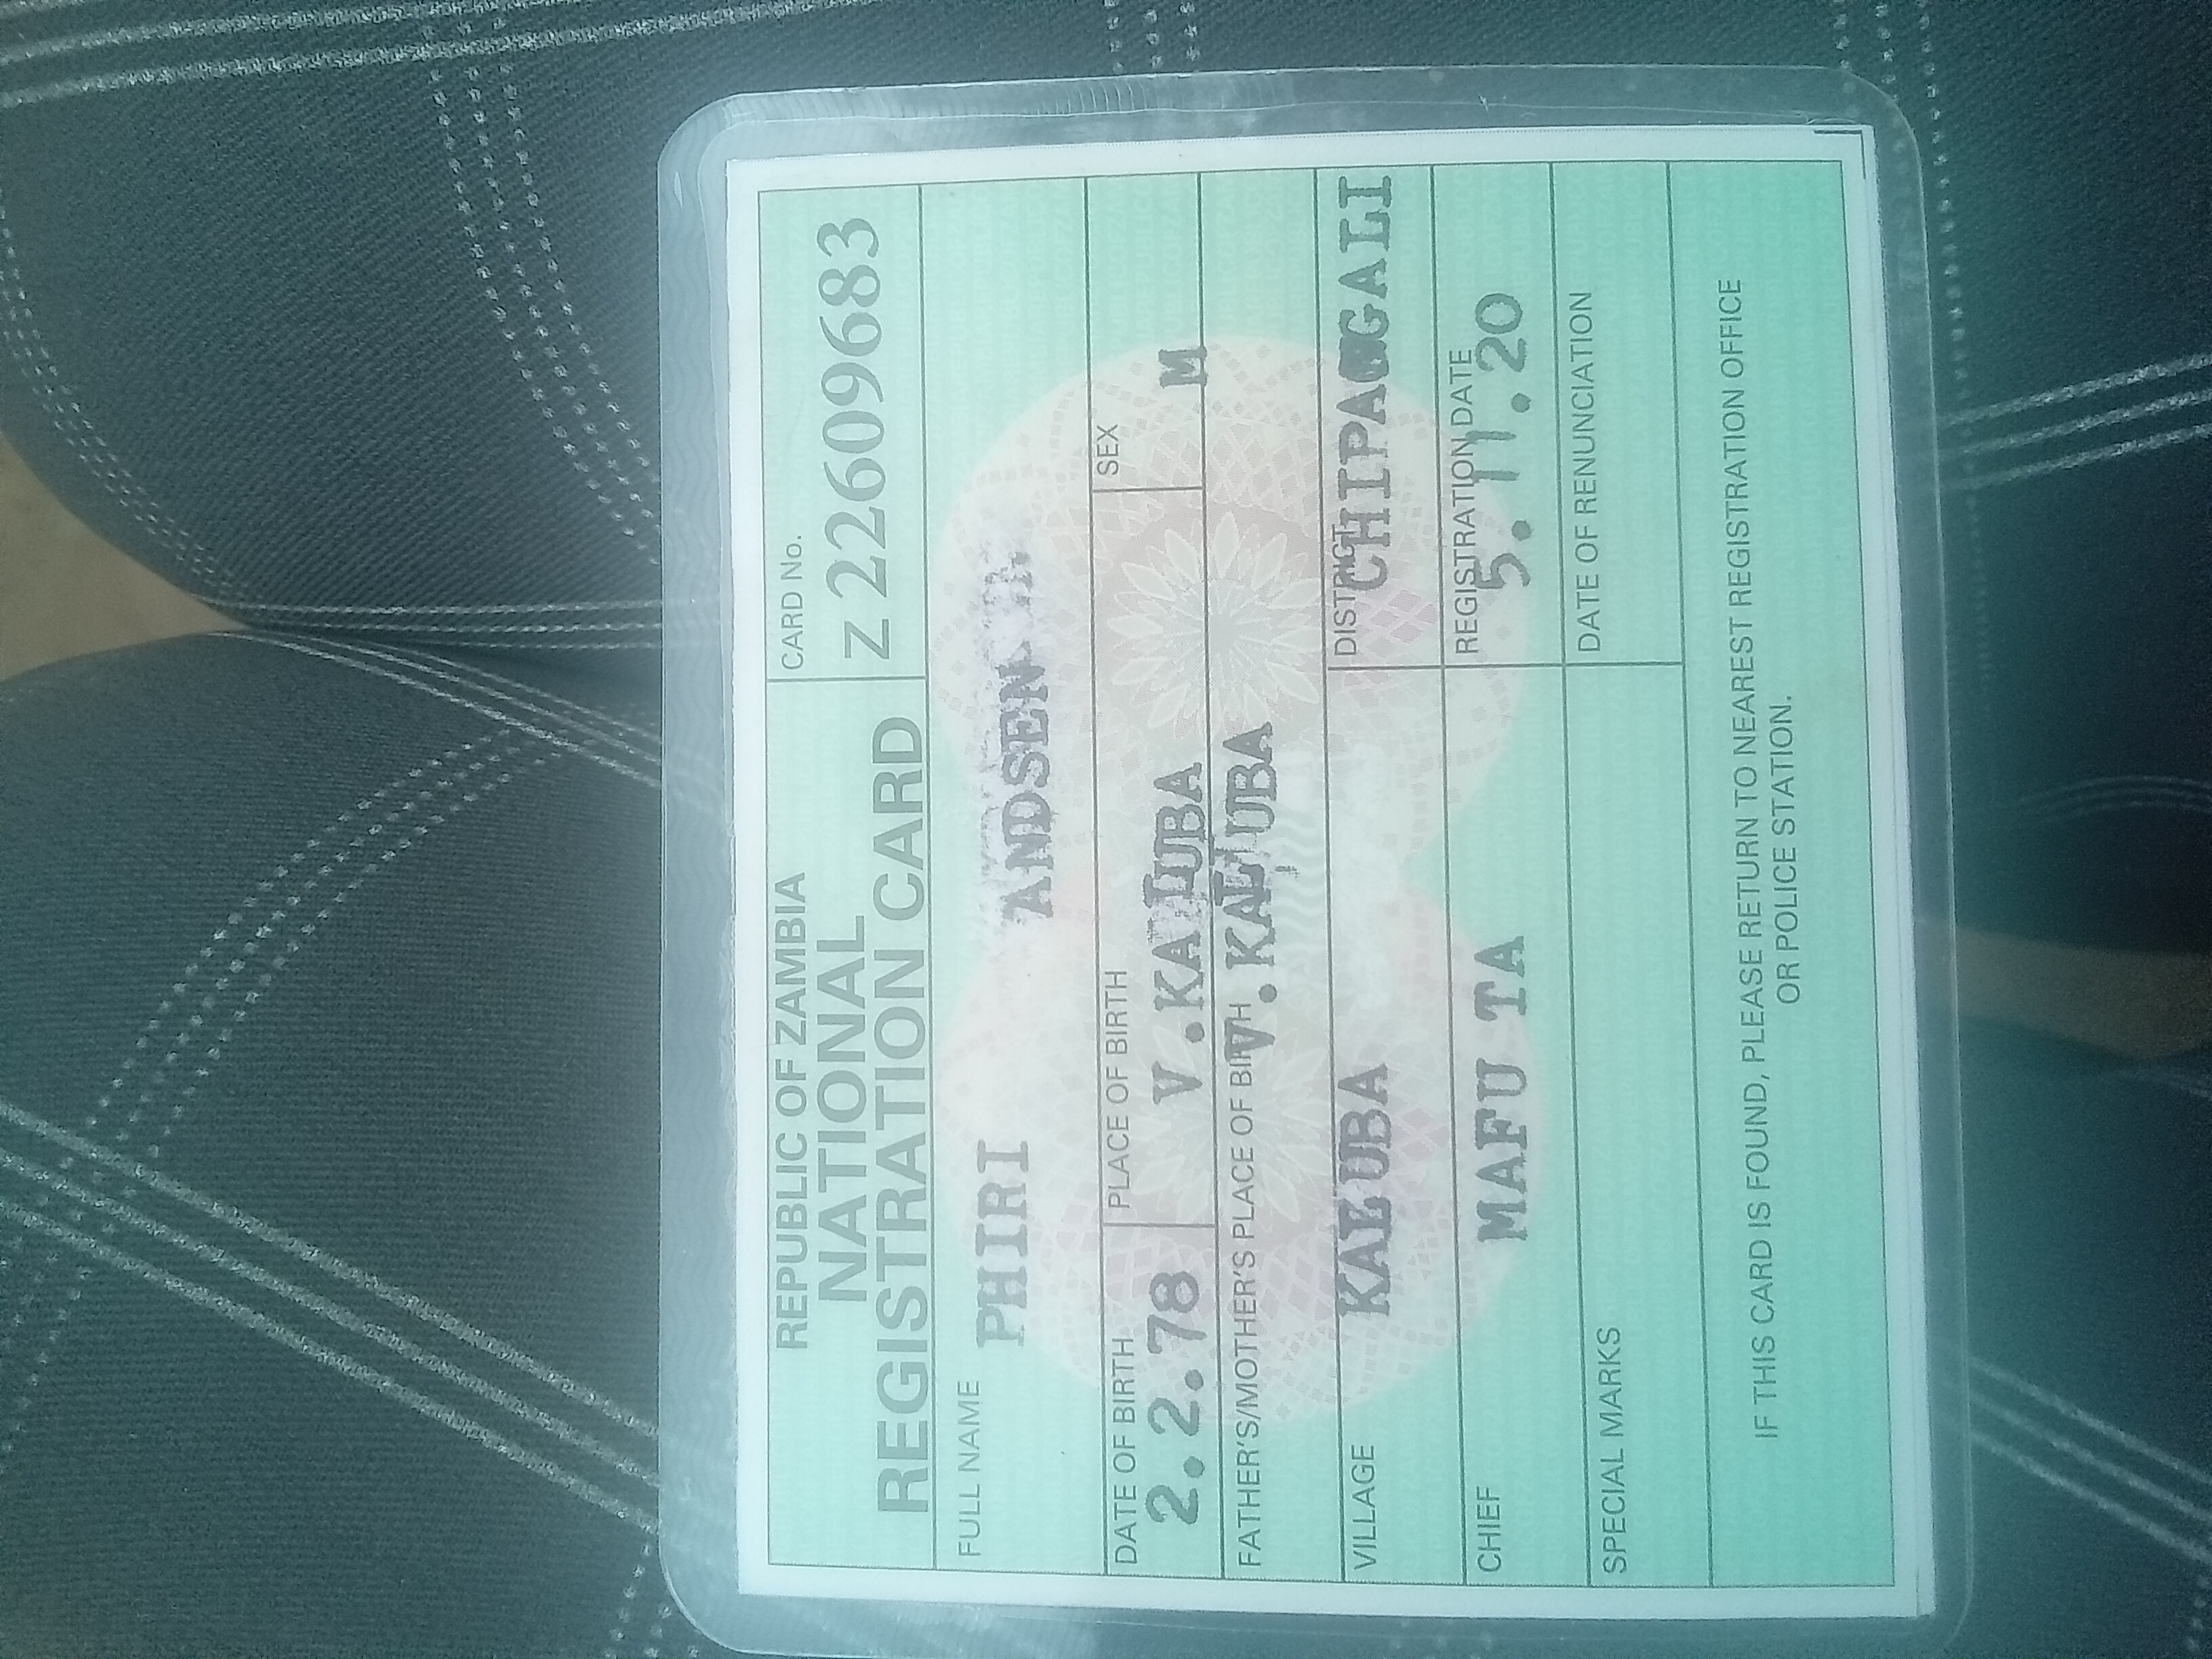 REPUBLIC OF ZAMBIA
NATIONAL
REGISTRATION CARD
CARD No.
Z 22609683
FULL NAME
PHIRI ANDSEN
DATE OF BIRTH
2.2.78
PLACE OF BIRTH
V.KALUBA
SEX
M
FATHER'S/MOTHER'S PLACE OF BIRTH
V.KALUBA
VILLAGE
KALUBA
DISTRICT
CHIPANGALI
CHIEF
MAFU TA
REGISTRATION DATE
5.11.20
SPECIAL MARKS
DATE OF RENUNCIATION
IF THIS CARD IS FOUND, PLEASE RETURN TO NEAREST REGISTRATION OFFICE
OR POLICE STATION.